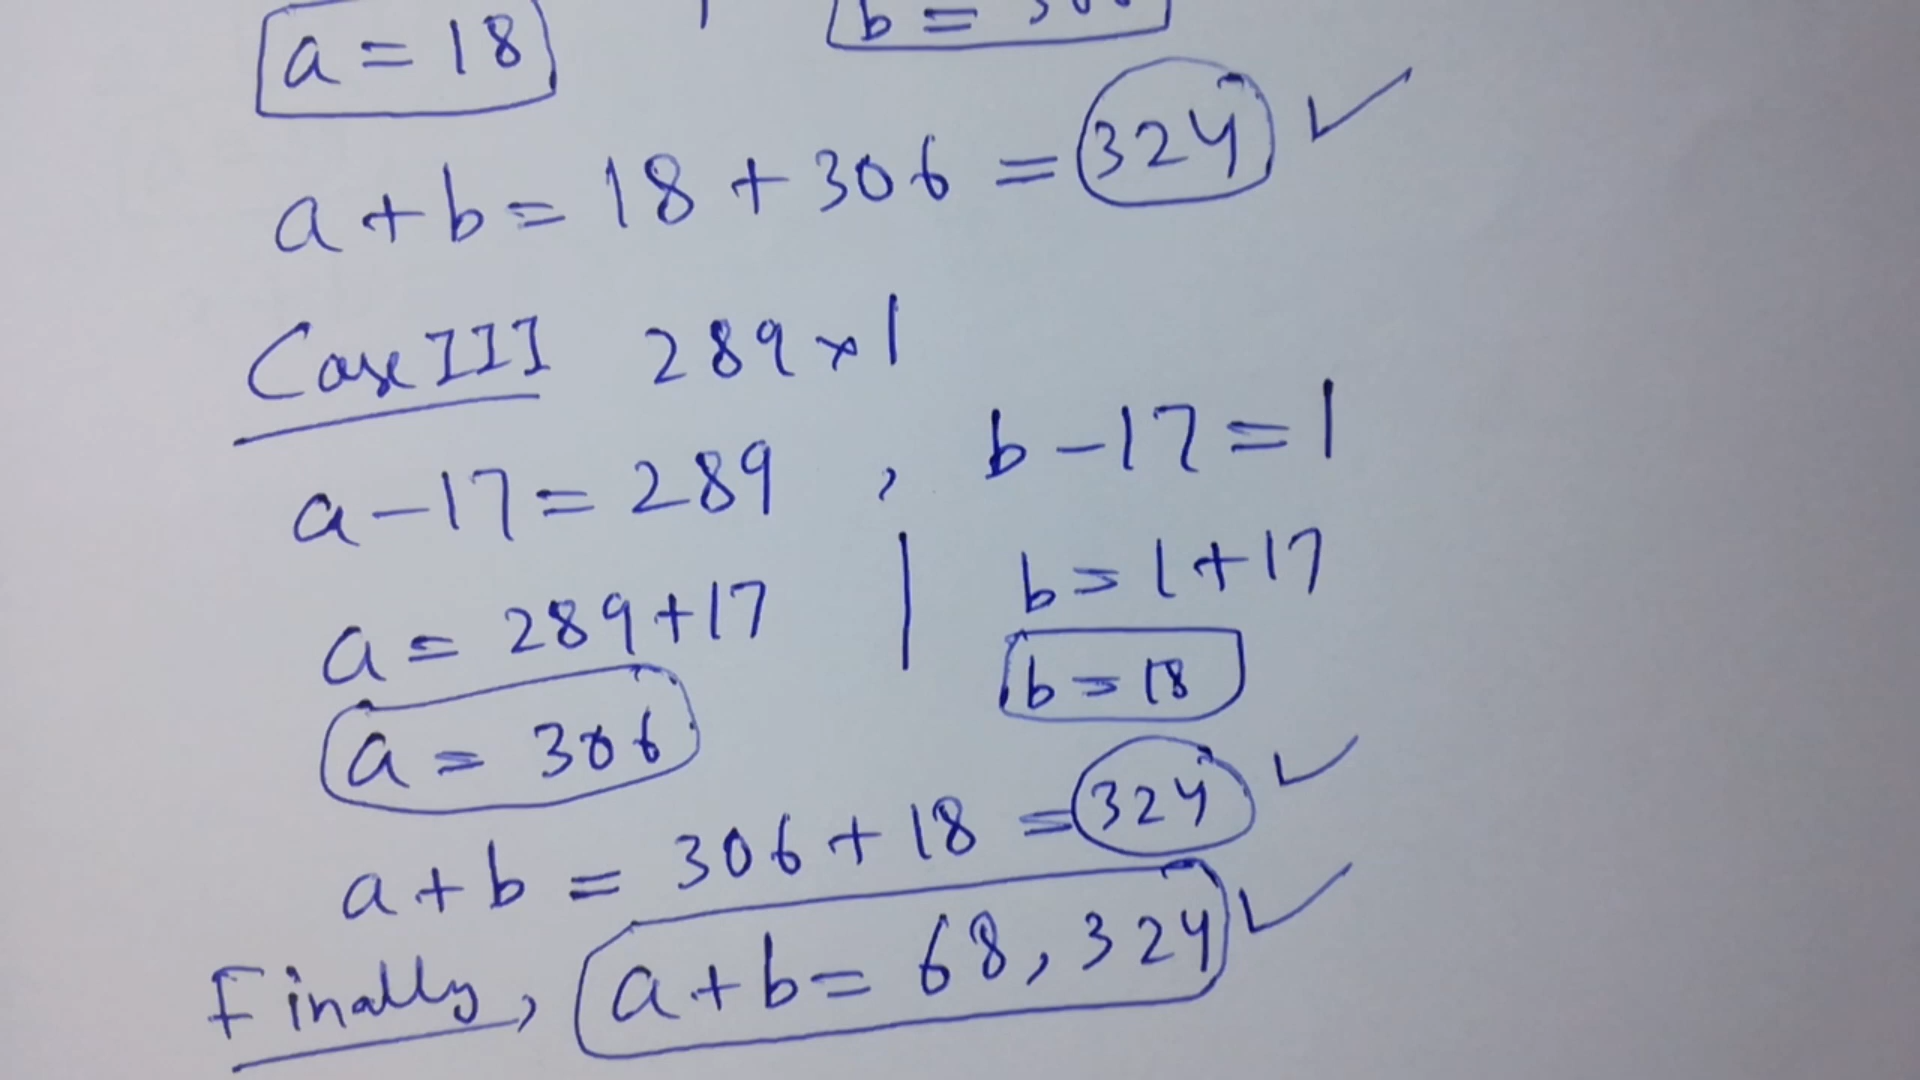 a = 18
b = 306
a + b = 18 + 306 = 324
Case III 289 × 1
a - 17 = 289 , b - 17 = 1
a = 289 + 17 | b = 1 + 17
a = 306 b = 18
a + b = 306 + 18 = 324
Finally, a + b = 68, 324